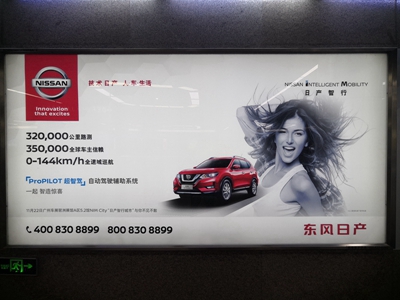 NISSAN
Innovation
that excites
技术日产 人·车·生活
NISSAN INTELLIGENT MOBILITY
日产智行
320,000公里路测
350,000全球车主信赖
0-144km/h全速域巡航
ProPILOT 超智驾 自动驾驶辅助系统
一起 智造惊喜
400 830 8899 800 830 8899
东风日产